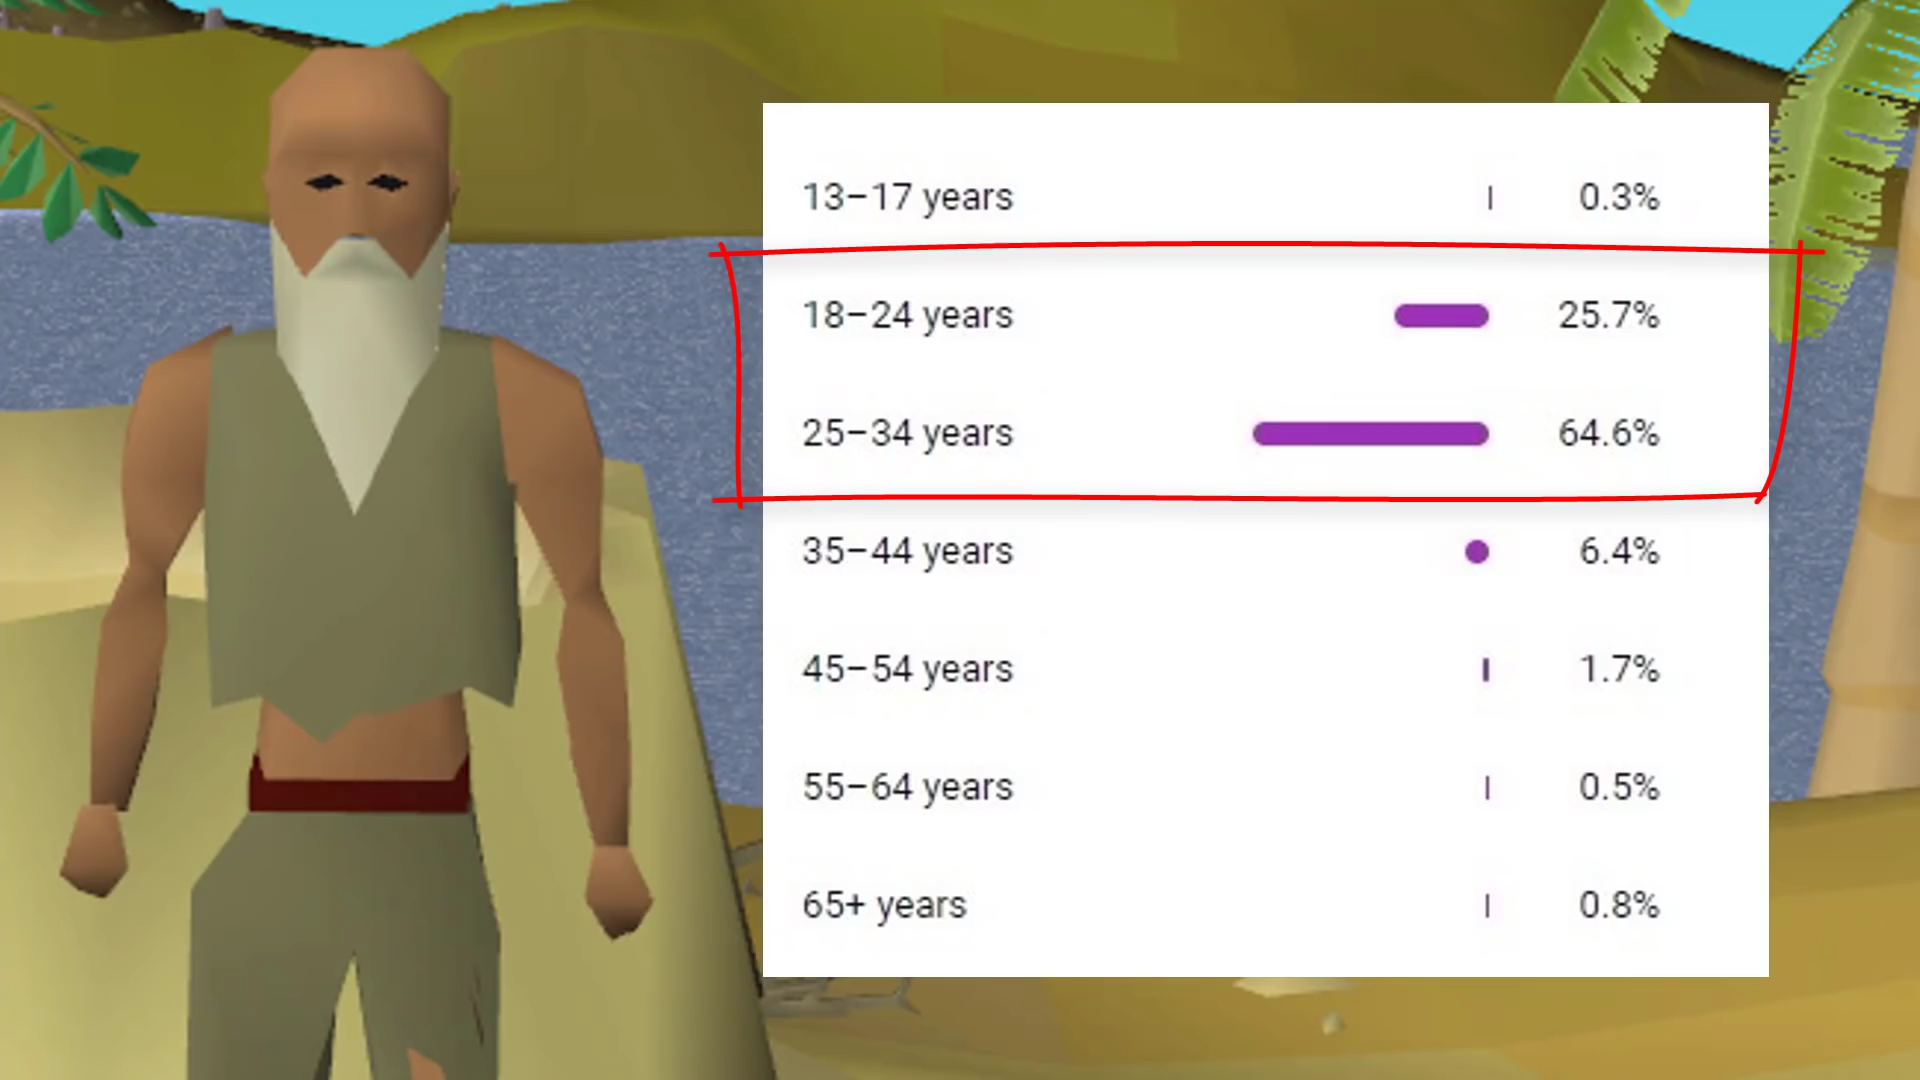 13–17 years 0.3%
18–24 years 25.7%
25–34 years 64.6%
35–44 years 6.4%
45–54 years 1.7%
55–64 years 0.5%
65+ years 0.8%